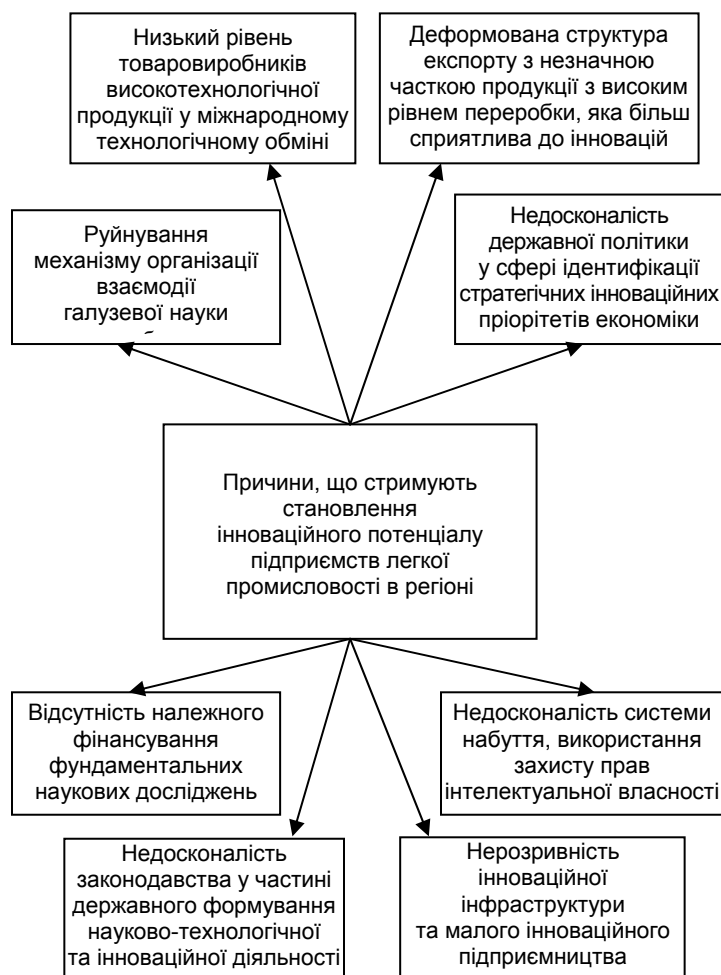 Низький рівень
товаровиробників
високотехнологічної
продукції у міжнародному
технологічному обміні
Деформована структура
експорту з незначною
часткою продукції з високим
рівнем переробки, яка більш
сприятлива до інновацій
Руйнування
механізму організації
взаємодії
галузевої науки
Недосконалість
державної політики
у сфері ідентифікації
стратегічних інноваційних
пріорітетів економіки
Причини, що стримують
становлення
інноваційного потенціалу
підприємств легкої
промисловості в регіоні
Відсутність належного
фінансування
фундаментальних
наукових досліджень
Недосконалість системи
набуття, використання
захисту прав
інтелектуальної власності
Недосконалість
законодавства у частині
державного формування
науково-технологічної
та інноваційної діяльності
Нерозривність
інноваційної
інфраструктури
та малого інноваційного
підприємництва